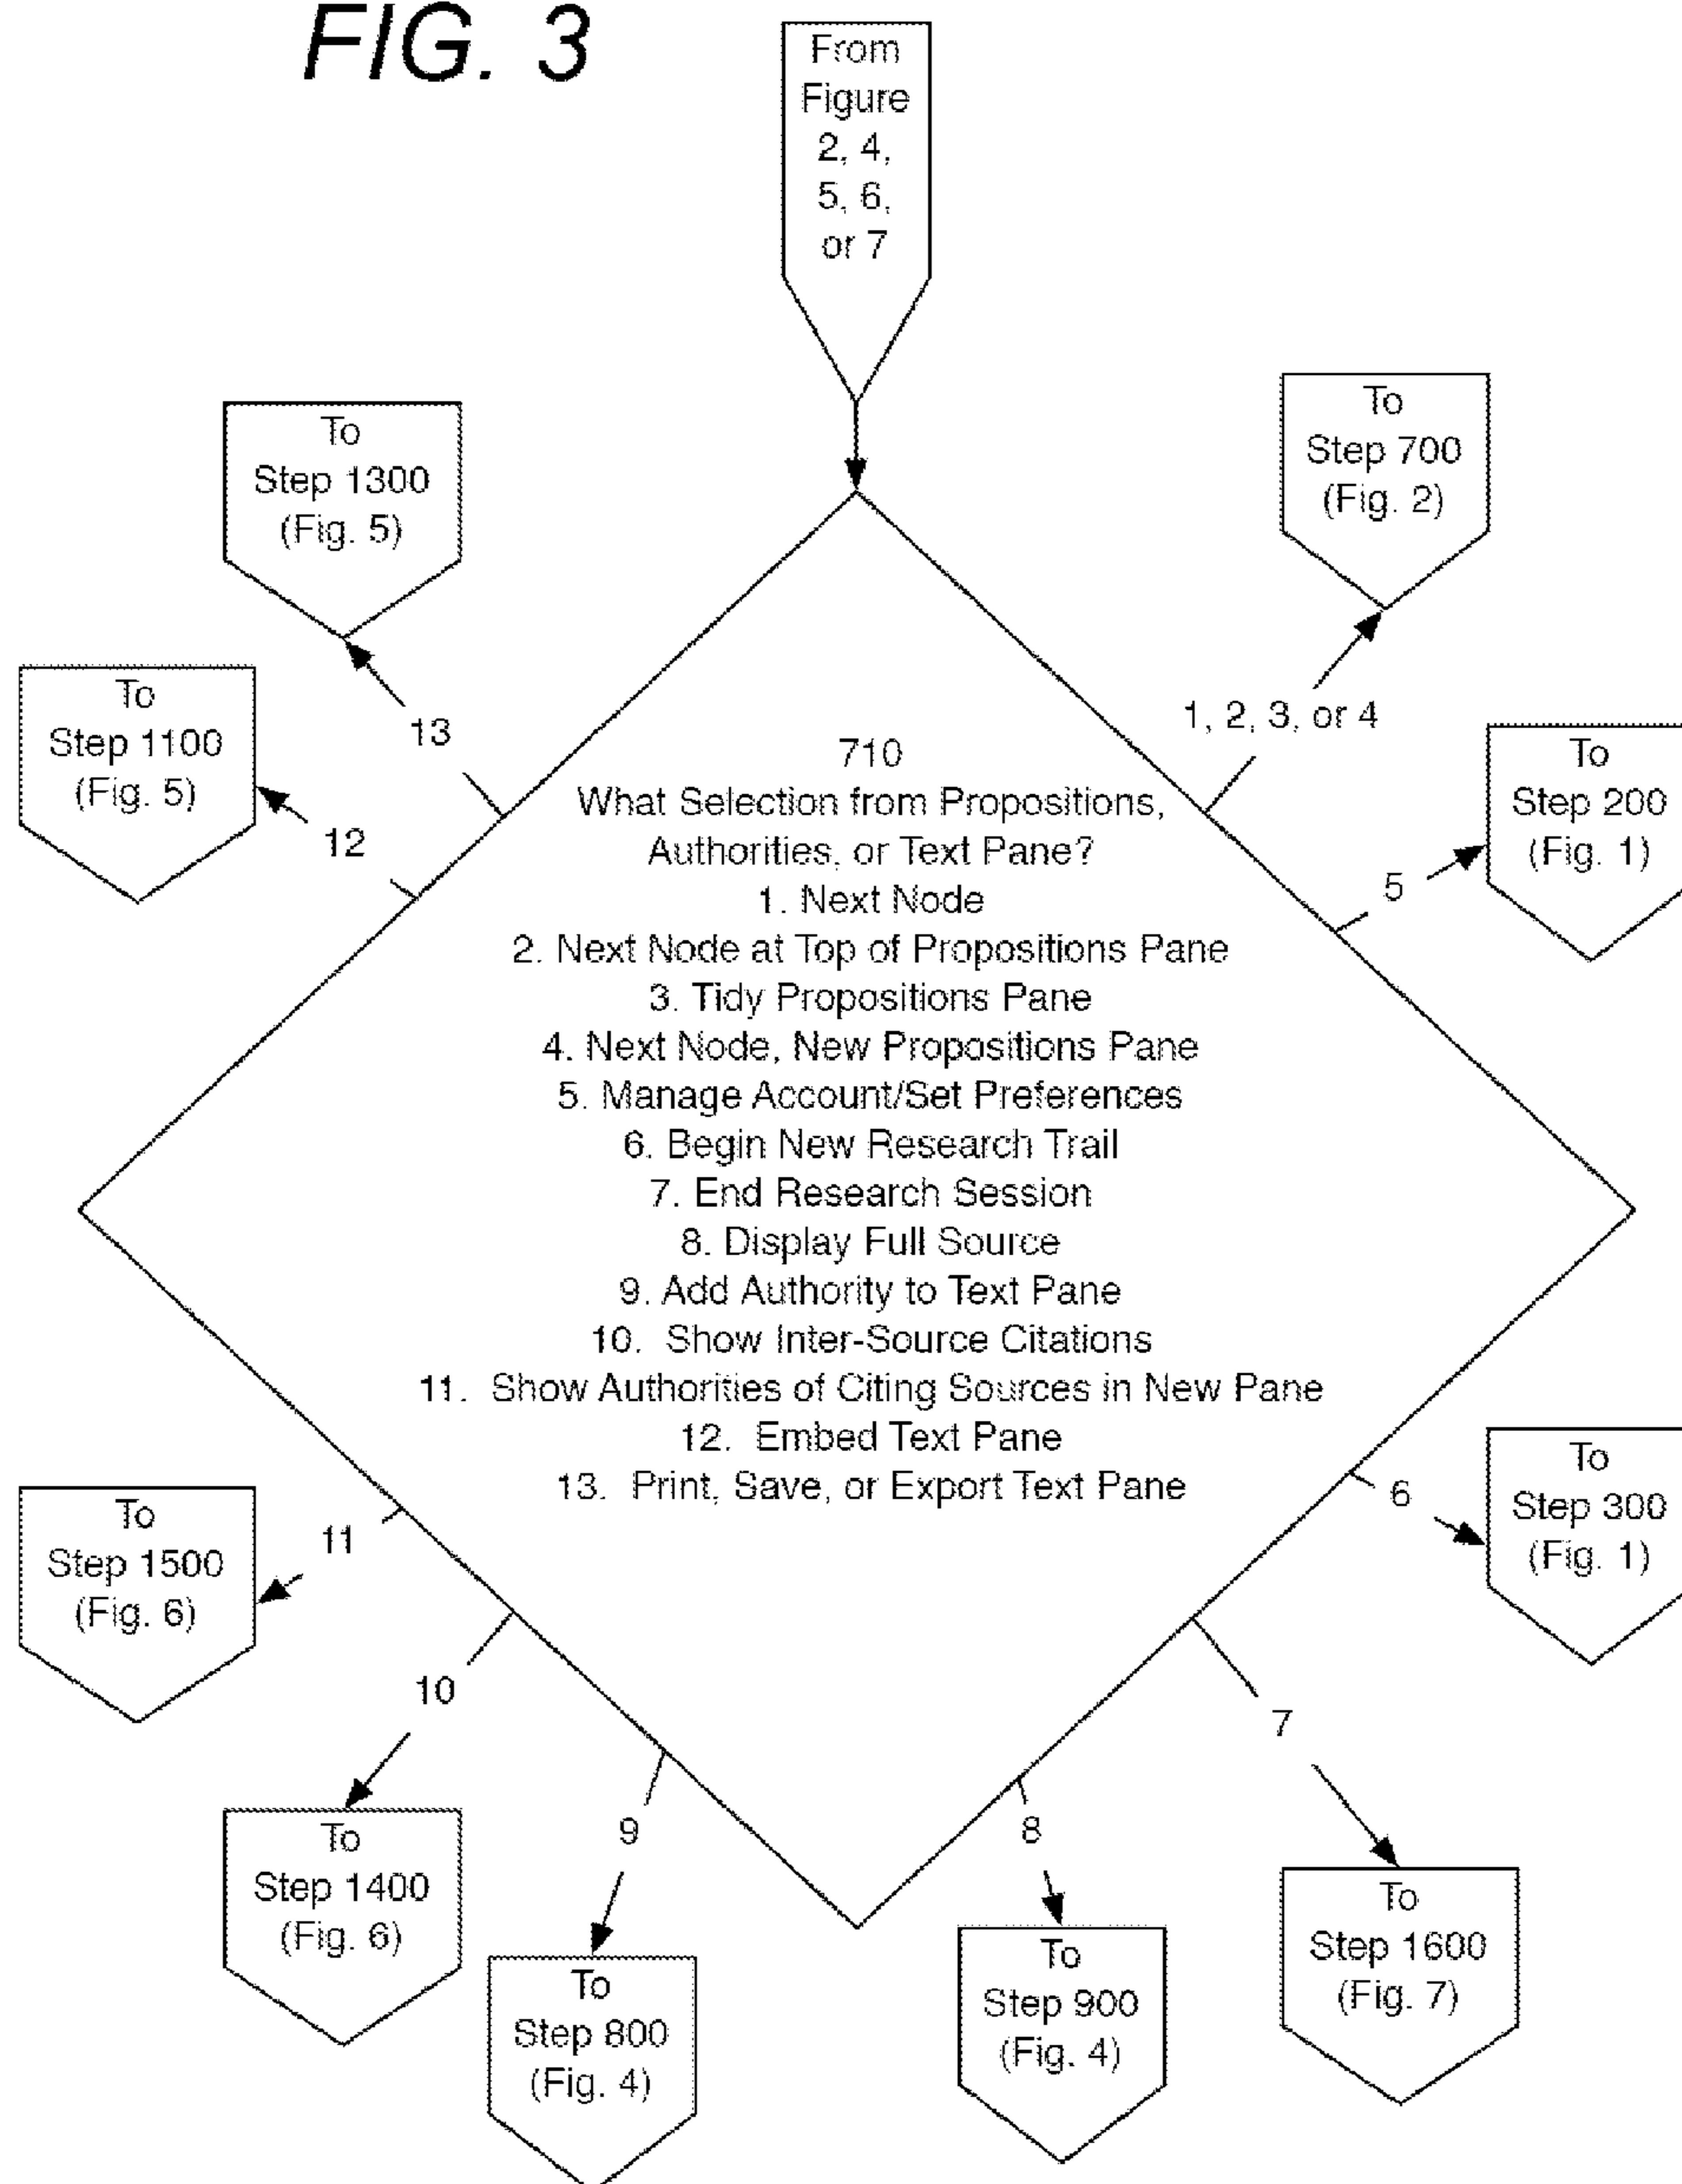 FIG. 3
From
Figure
2, 4,
5, 6,
or 7
To
Step 1300
(Fig. 5)
To
Step 700
(Fig. 2)
To
Step 1100
(Fig. 5)
13
12
1, 2, 3, or 4
To
Step 200
(Fig. 1)
5
710
What Selection from Propositions,
Authorities, or Text Pane?
1. Next Node
2. Next Node at Top of Propositions Pane
3. Tidy Propositions Pane
4. Next Node, New Propositions Pane
5. Manage Account/Set Preferences
6. Begin New Research Trail
7. End Research Session
8. Display Full Source
9. Add Authority to Text Pane
10. Show Inter-Source Citations
11. Show Authorities of Citing Sources in New Pane
12. Embed Text Pane
13. Print, Save, or Export Text Pane
To
Step 1500
(Fig. 6)
11
6
To
Step 300
(Fig. 1)
10
7
To
Step 1400
(Fig. 6)
9
8
To
Step 800
(Fig. 4)
To
Step 900
(Fig. 4)
To
Step 1600
(Fig. 7)